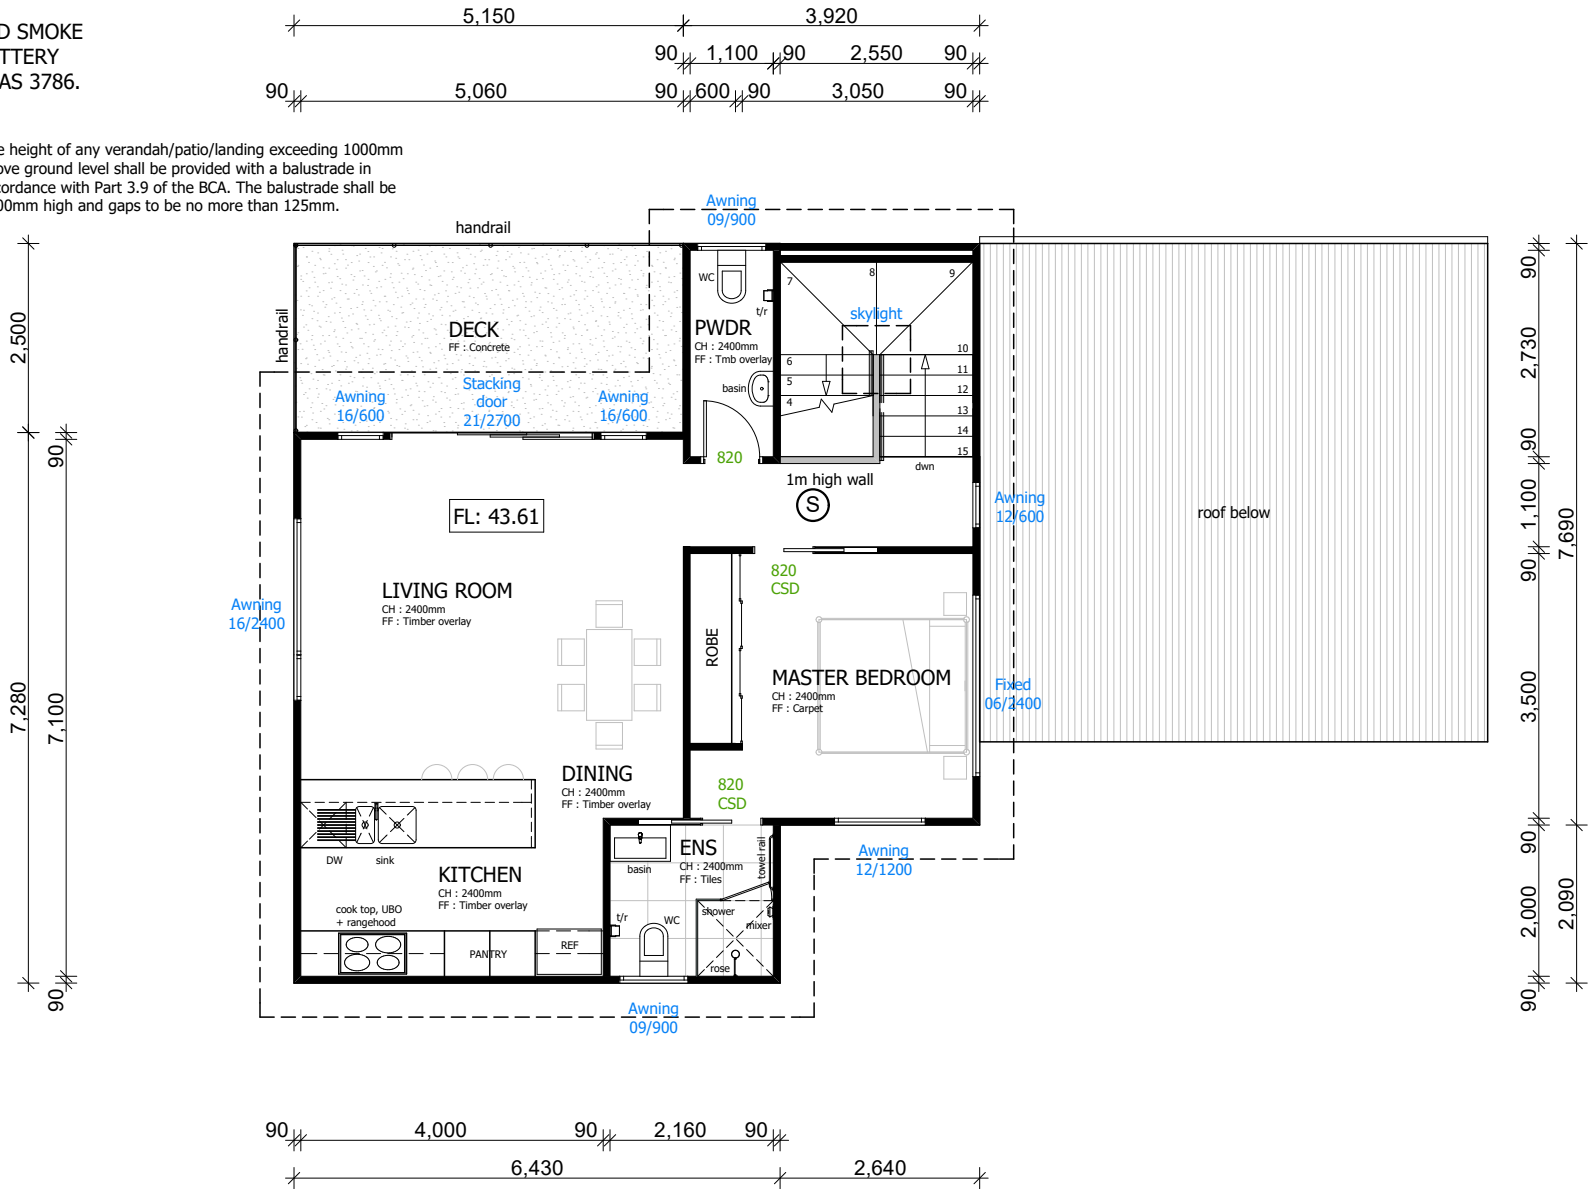 D SMOKE
TTERY
AS 3786.
e height of any verandah/patio/landing exceeding 1000mm
ove ground level shall be provided with a balustrade in
cordance with Part 3.9 of the BCA. The balustrade shall be
00mm high and gaps to be no more than 125mm.
5,150
3,920
90 1,100 90 2,550 90
90 5,060 90 600 90 3,050 90
handrail
handrail
Awning
09/900
WC
t/r
PWDR
CH : 2400mm
FF : Tmb overlay
basin
820
DECK
FF : Concrete
Awning
16/600
Stacking
door
21/2700
Awning
16/600
7
8
9
skylight
6
5
4
10
11
12
13
14
15
dwn
1m high wall
S
FL: 43.61
Awning
12/600
roof below
LIVING ROOM
CH : 2400mm
FF : Timber overlay
Awning
16/2400
820
CSD
ROBE
MASTER BEDROOM
CH : 2400mm
FF : Carpet
Fixed
06/2400
DINING
CH : 2400mm
FF : Timber overlay
820
CSD
DW
sink
KITCHEN
CH : 2400mm
FF : Timber overlay
cook top, UBO
+ rangehood
PANTRY
REF
ENS
CH : 2400mm
FF : Tiles
basin
towel rail
t/r
WC
shower
mixer
rose
Awning
12/1200
Awning
09/900
2,500
7,280
90
7,100
90
90
2,730
90
1,100
90
3,500
90
2,000
90
7,690
2,090
90 4,000 90 2,160 90
6,430
2,640